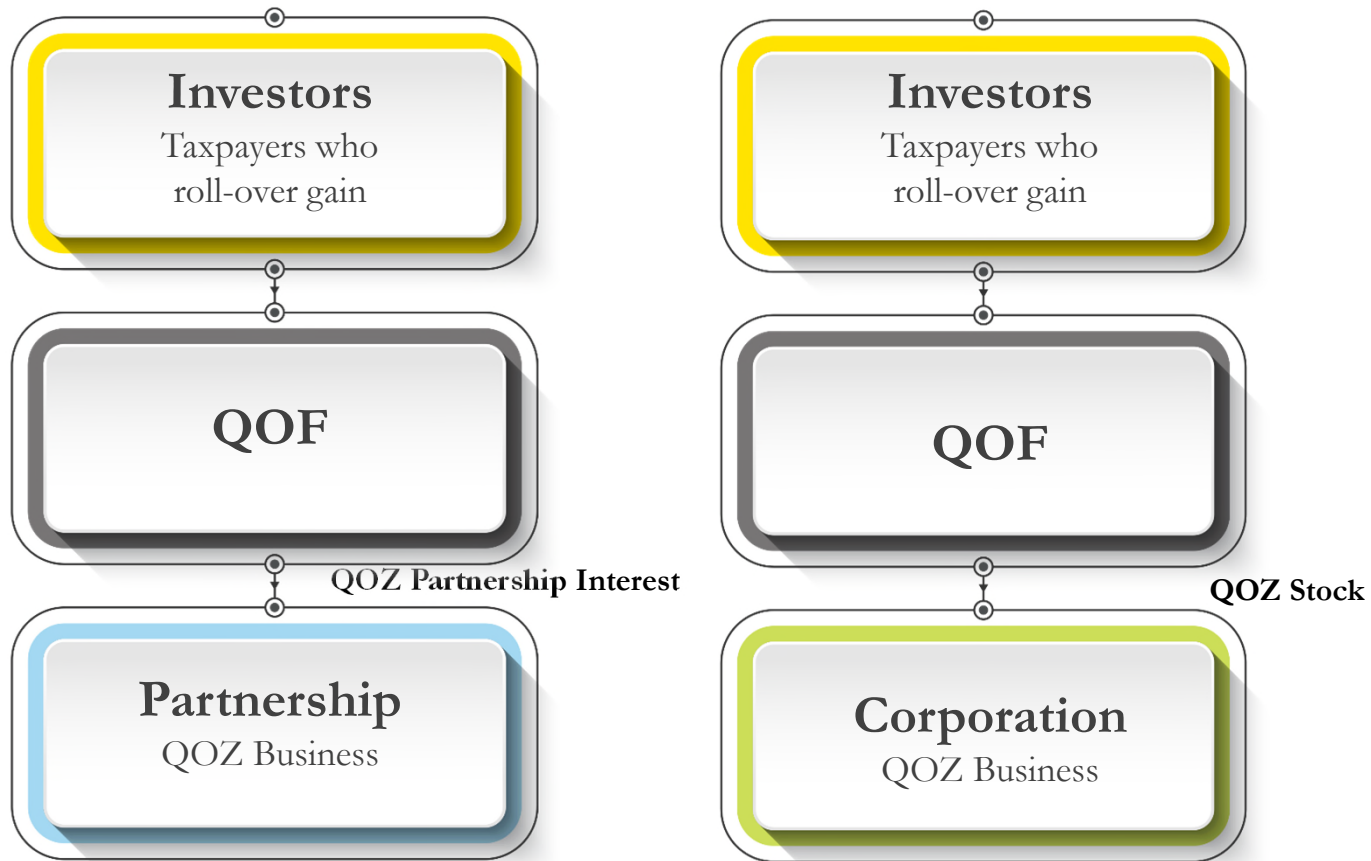 Investors
Taxpayers who
roll-over gain
QOF
QOZ Partnership Interest
Partnership
QOZ Business
Investors
Taxpayers who
roll-over gain
QOF
QOZ Stock
Corporation
QOZ Business